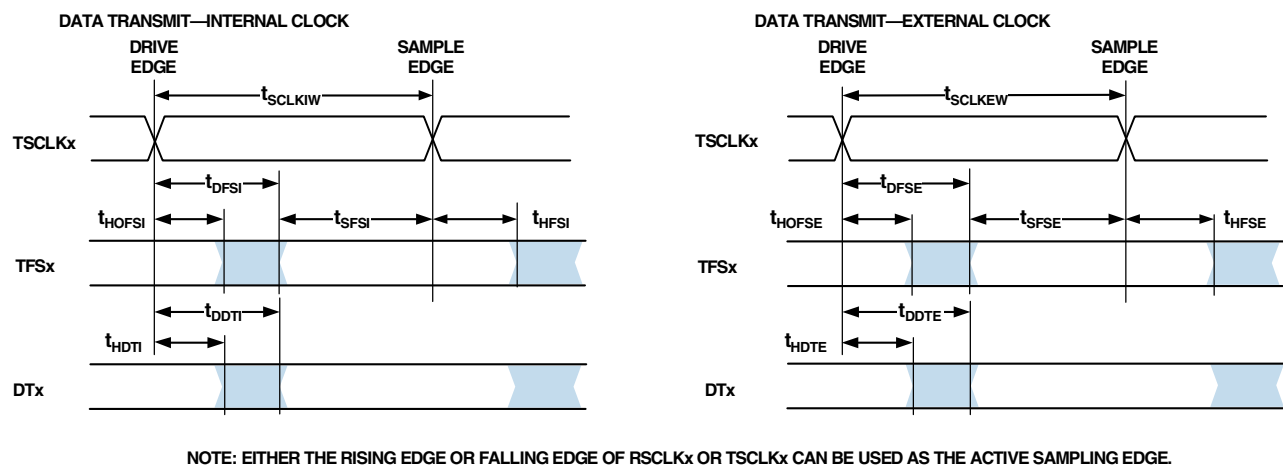 DATA TRANSMIT—INTERNAL CLOCK
DRIVE
EDGE
SAMPLE
EDGE
tSCLKIW
TSCLKx
tDFSI
tHOFSI
tSFSI
tHFSI
TFSx
tDDTI
tHDTI
DTx
DATA TRANSMIT—EXTERNAL CLOCK
DRIVE
EDGE
SAMPLE
EDGE
tSCLKEW
TSCLKx
tDFSE
tHOFSE
tSFSE
tHFSE
TFSx
tDDTE
tHDTE
DTx
NOTE: EITHER THE RISING EDGE OR FALLING EDGE OF RSCLKx OR TSCLKx CAN BE USED AS THE ACTIVE SAMPLING EDGE.